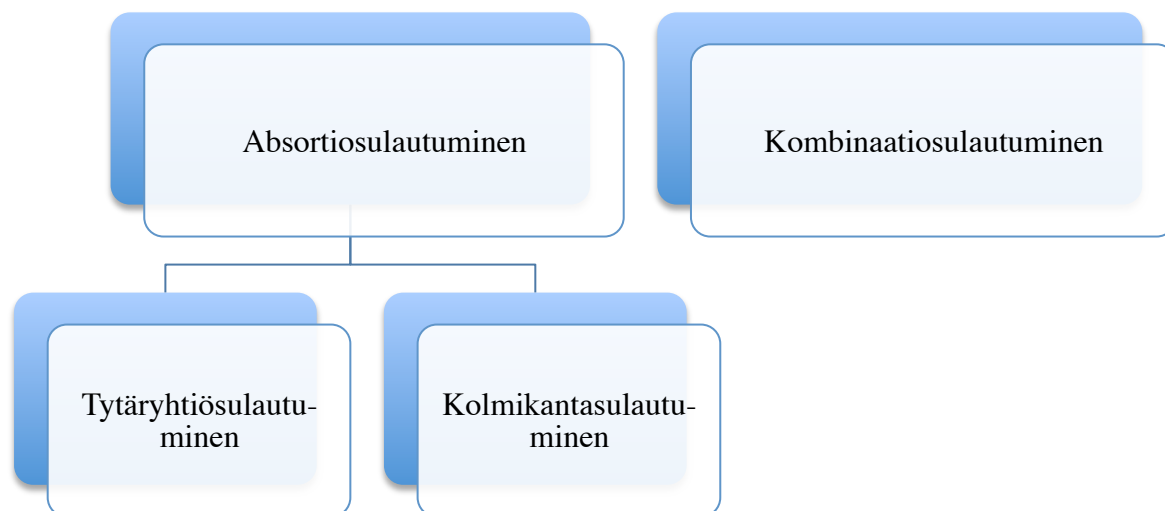 Absortiosulautuminen
Kombinaatiosulautuminen
Tytäryhtiösulautu-
minen
Kolmikantasulautu-
minen